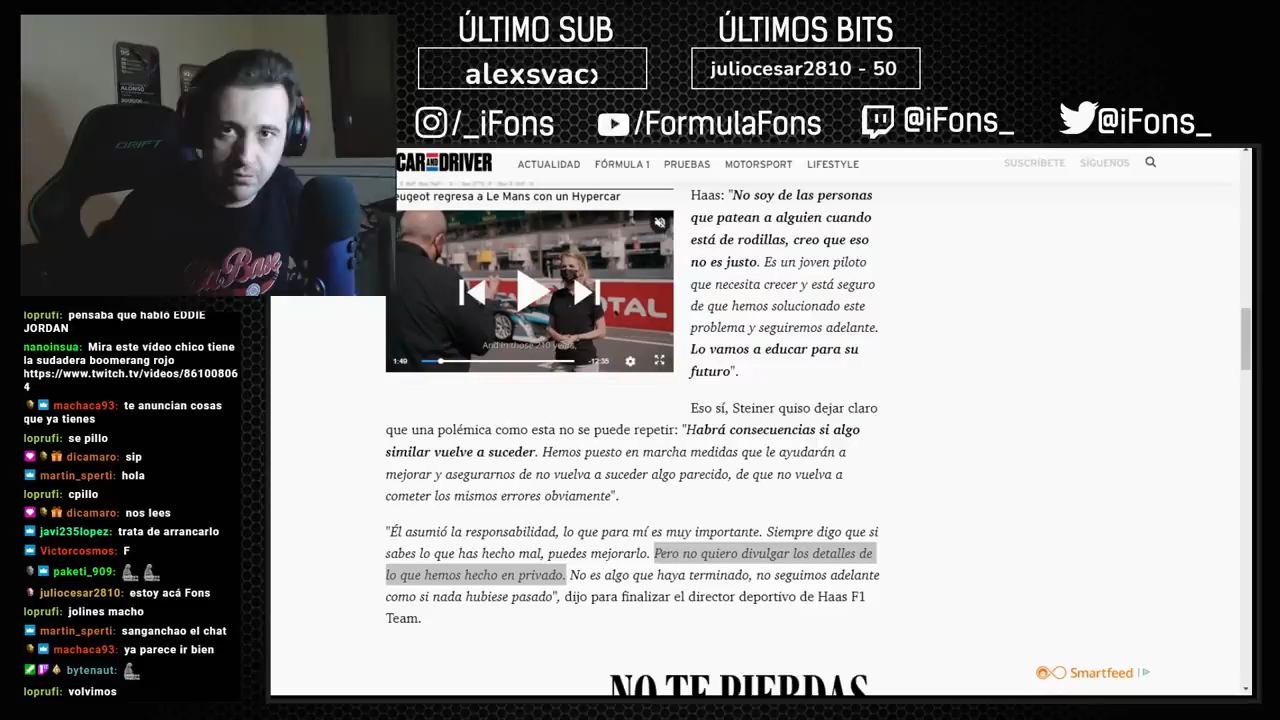 ÚLTIMO SUB
alexsvac
ÚLTIMOS BITS
juliocesar2810 - 50
/_iFons
/FormulaFons
@iFons_
@iFons_
DRIFT
ALONSO
loprufi: pensaba que habló EDDIE
JORDAN
nanoinsua: Mira este vídeo chico tiene
la sudadera boomerang rojo
https://www.twitch.tv/videos/86100806
4
machaca93: te anuncian cosas
que ya tienes
loprufi: se pillo
dicamaro: sip
martin_sperti: hola
loprufi: cpillo
dicamaro: nos lees
javi235lopez: trata de arrancarlo
Victorcosmos: F
paketi_909:
juliocesar2810: estoy acá Fons
loprufi: jolines macho
martin_sperti: sanganchao el chat
machaca93: ya parece ir bien
bytenaut:
loprufi: volvimos
CAR AND DRIVER
ACTUALIDAD FÓRMULA 1 PRUEBAS MOTORSPORT LIFESTYLE
SUSCRÍBETE SÍGUENOS
eugeot regresa a Le Mans con un Hypercar
TOTAL
And in those 210 years,
1:49
-12:35
Haas: "No soy de las personas
que patean a alguien cuando
está de rodillas, creo que eso
no es justo. Es un joven piloto
que necesita crecer y está seguro
de que hemos solucionado este
problema y seguiremos adelante.
Lo vamos a educar para su
futuro".
Eso sí, Steiner quiso dejar claro
que una polémica como esta no se puede repetir: "Habrá consecuencias si algo
similar vuelve a suceder. Hemos puesto en marcha medidas que le ayudarán a
mejorar y asegurarnos de no vuelva a suceder algo parecido, de que no vuelva a
cometer los mismos errores obviamente".
"Él asumió la responsabilidad, lo que para mí es muy importante. Siempre digo que si
sabes lo que has hecho mal, puedes mejorarlo. Pero no quiero divulgar los detalles de
lo que hemos hecho en privado. No es algo que haya terminado, no seguimos adelante
como si nada hubiese pasado", dijo para finalizar el director deportivo de Haas F1
Team.
Smartfeed
NO TE PIERDAS